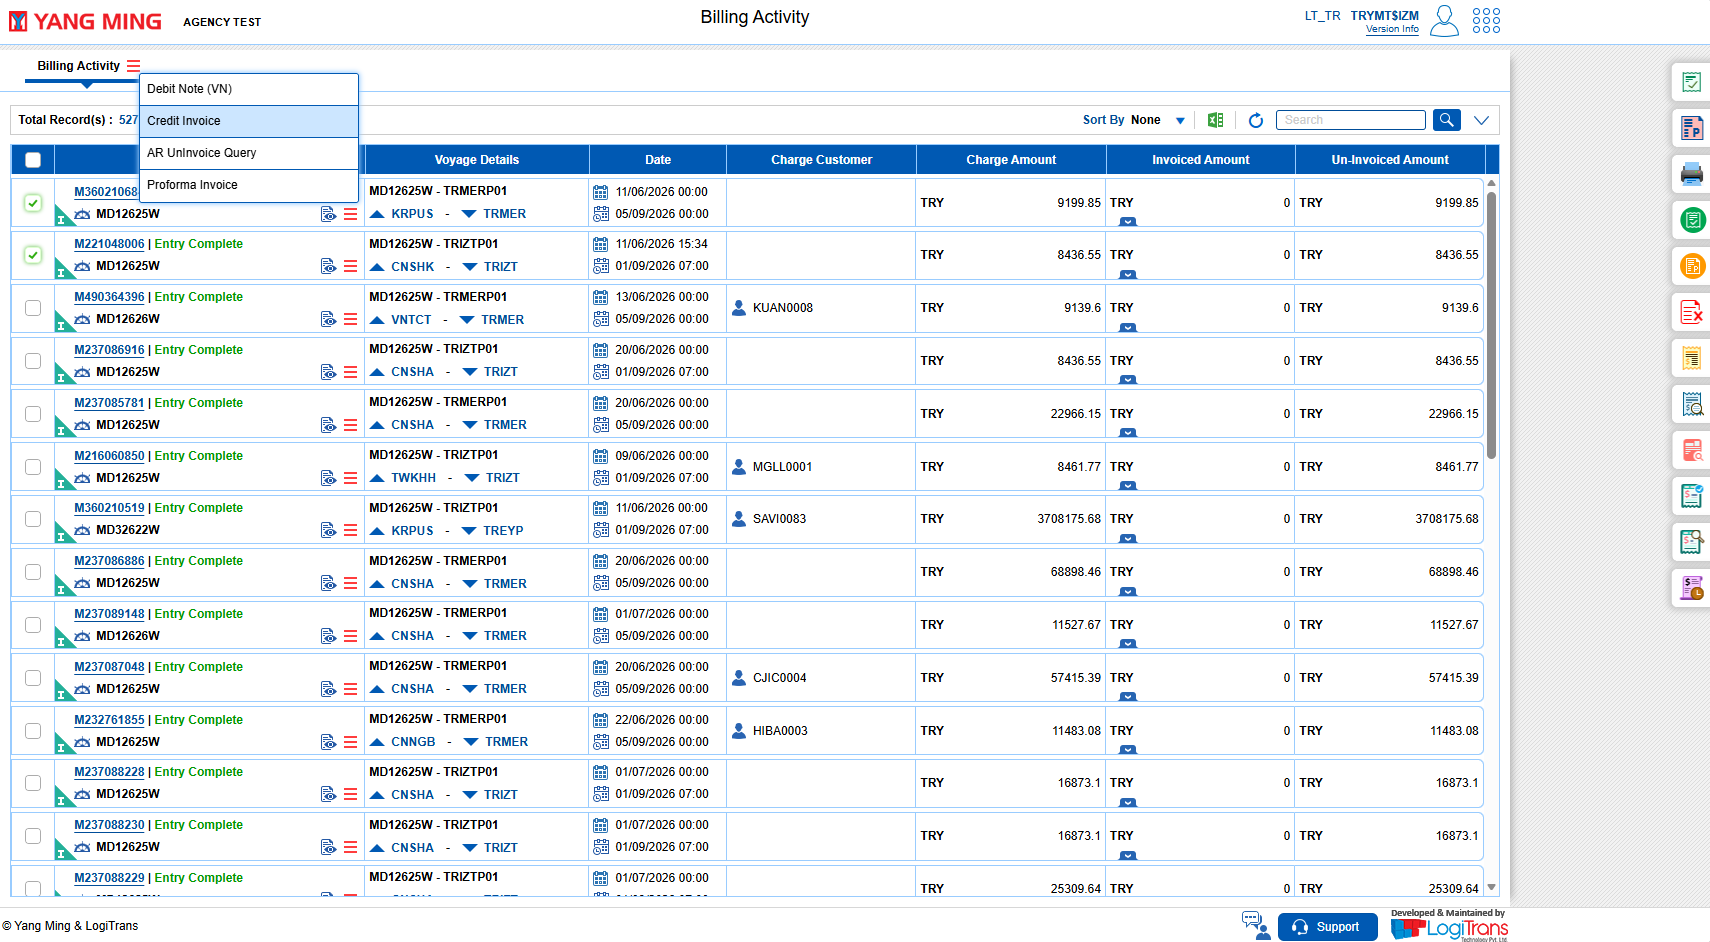 YANG MING AGENCY TEST
Billing Activity
LT_TR TRYMT$IZM
Version Info
Billing Activity
Debit Note (VN)
Credit Invoice
AR UnInvoice Query
Proforma Invoice
Total Record(s) : 527
Sort By None
Search
Voyage Details Date Charge Customer Charge Amount Invoiced Amount Un-Invoiced Amount
M36021068 MD12625W - TRMERP01 11/06/2026 00:00
TRY 9199.85 TRY 0 TRY 9199.85
MD12625W KRPUS - TRMER 05/09/2026 00:00
M221048006 | Entry Complete MD12625W - TRIZTP01 11/06/2026 15:34
TRY 8436.55 TRY 0 TRY 8436.55
MD12625W CNSHK - TRIZT 01/09/2026 07:00
M490364396 | Entry Complete MD12625W - TRMERP01 13/06/2026 00:00
KUAN0008 TRY 9139.6 TRY 0 TRY 9139.6
MD12626W VNTCT - TRMER 05/09/2026 00:00
M237086916 | Entry Complete MD12625W - TRIZTP01 20/06/2026 00:00
TRY 8436.55 TRY 0 TRY 8436.55
MD12625W CNSHA - TRIZT 01/09/2026 07:00
M237085781 | Entry Complete MD12625W - TRMERP01 20/06/2026 00:00
TRY 22966.15 TRY 0 TRY 22966.15
MD12625W CNSHA - TRMER 05/09/2026 00:00
M216060850 | Entry Complete MD12625W - TRIZTP01 09/06/2026 00:00
MGLL0001 TRY 8461.77 TRY 0 TRY 8461.77
MD12625W TWKHH - TRIZT 01/09/2026 07:00
M360210519 | Entry Complete MD12625W - TRIZTP01 11/06/2026 00:00
SAVI0083 TRY 3708175.68 TRY 0 TRY 3708175.68
MD32622W KRPUS - TREYP 01/09/2026 07:00
M237086886 | Entry Complete MD12625W - TRMERP01 20/06/2026 00:00
TRY 68898.46 TRY 0 TRY 68898.46
MD12625W CNSHA - TRMER 05/09/2026 00:00
M237089148 | Entry Complete MD12625W - TRMERP01 01/07/2026 00:00
TRY 11527.67 TRY 0 TRY 11527.67
MD12626W CNSHA - TRMER 05/09/2026 00:00
M237087048 | Entry Complete MD12625W - TRMERP01 20/06/2026 00:00
CJIC0004 TRY 57415.39 TRY 0 TRY 57415.39
MD12625W CNSHA - TRMER 05/09/2026 00:00
M232761855 | Entry Complete MD12625W - TRMERP01 22/06/2026 00:00
HIBA0003 TRY 11483.08 TRY 0 TRY 11483.08
MD12625W CNNGB - TRMER 05/09/2026 00:00
M237088228 | Entry Complete MD12625W - TRIZTP01 01/07/2026 00:00
TRY 16873.1 TRY 0 TRY 16873.1
MD12625W CNSHA - TRIZT 01/09/2026 07:00
M237088230 | Entry Complete MD12625W - TRIZTP01 01/07/2026 00:00
TRY 16873.1 TRY 0 TRY 16873.1
MD12625W CNSHA - TRIZT 01/09/2026 07:00
M237088229 | Entry Complete MD12625W - TRIZTP01 01/07/2026 00:00
TRY 25309.64 TRY 0 TRY 25309.64
© Yang Ming & LogiTrans
Support
Developed & Maintained by
LogiTrans
Technology Pvt. Ltd.